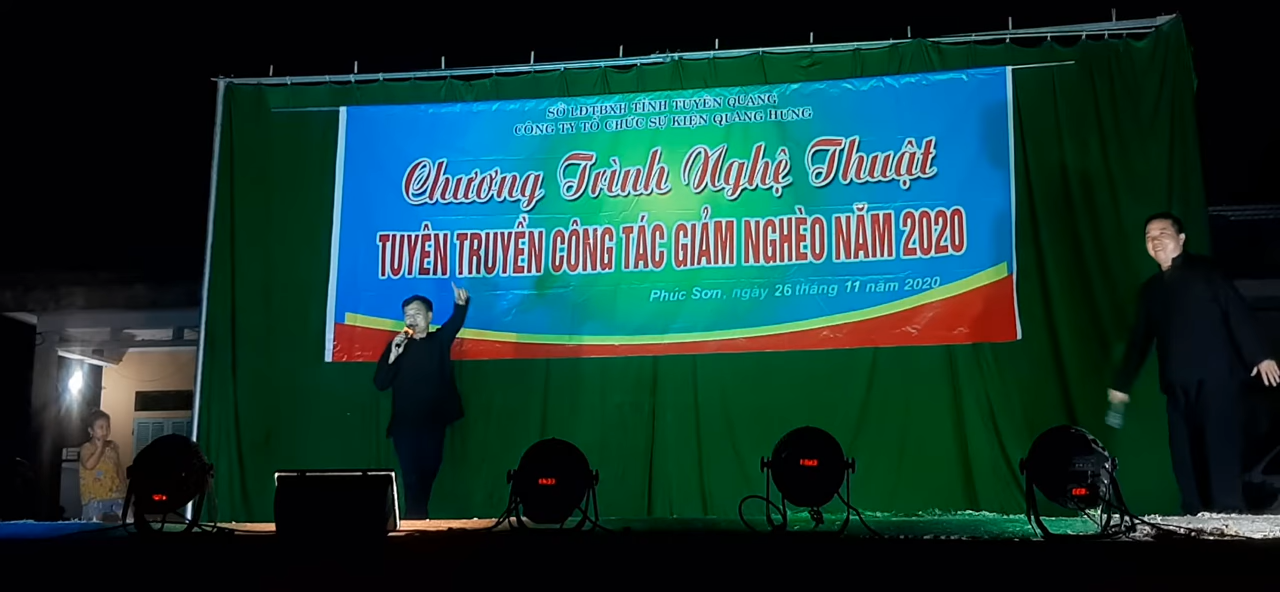 SỞ LĐTBXH TỈNH TUYÊN QUANG
CÔNG TY TỔ CHỨC SỰ KIỆN QUANG HƯNG
Chương Trình Nghệ Thuật
TUYÊN TRUYỀN CÔNG TÁC GIẢM NGHÈO NĂM 2020
Phúc Sơn, ngày 26 tháng 11 năm 2020